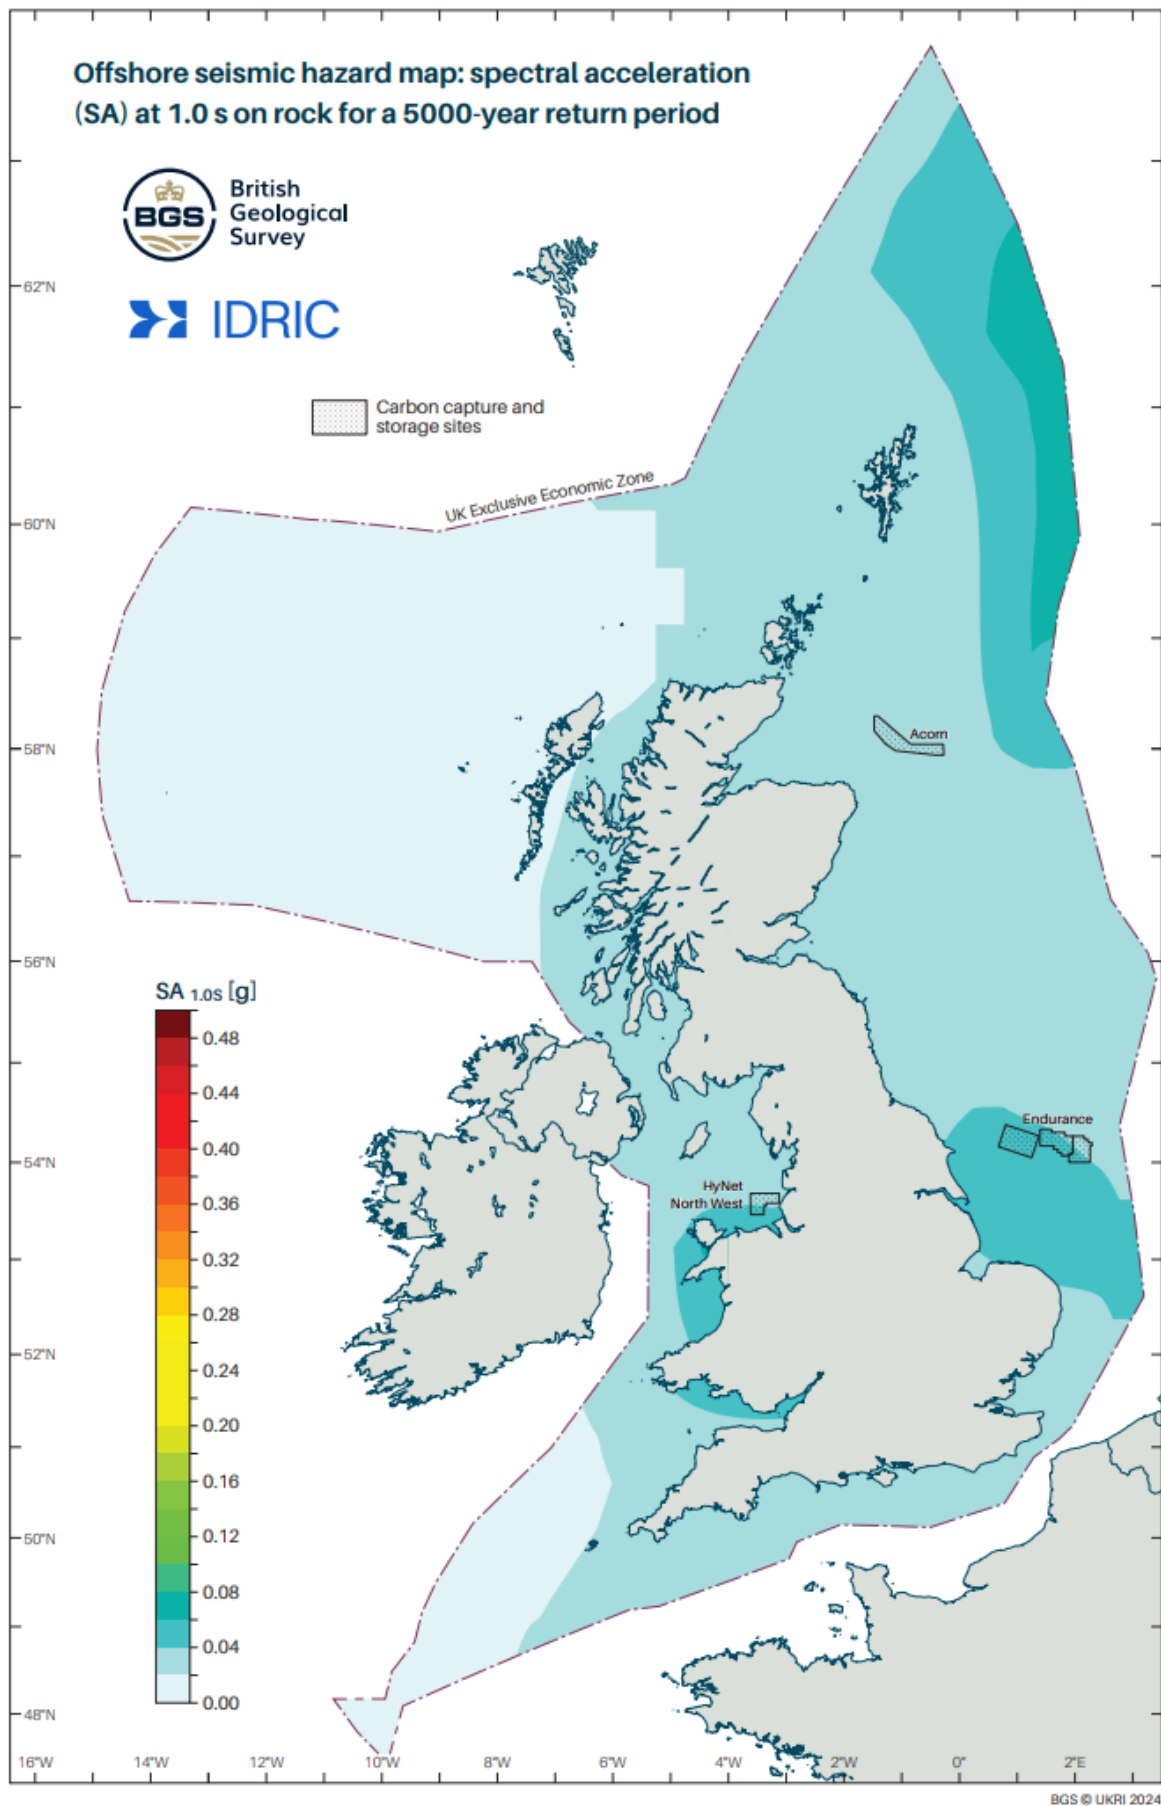 Offshore seismic hazard map: spectral acceleration
(SA) at 1.0 s on rock for a 5000-year return period
BGS
British
Geological
Survey
IDRIC
Carbon capture and
storage sites
UK Exclusive Economic Zone
62°N
60°N
58°N
56°N
54°N
52°N
50°N
48°N
Acorn
Endurance
HyNet
North West
SA 1.0S [g]
0.48
0.44
0.40
0.36
0.32
0.28
0.24
0.20
0.16
0.12
0.08
0.04
0.00
16°W 14°W 12°W 10°W 8°W 6°W 4°W 2°W 0° 2°E
BGS © UKRI 2024